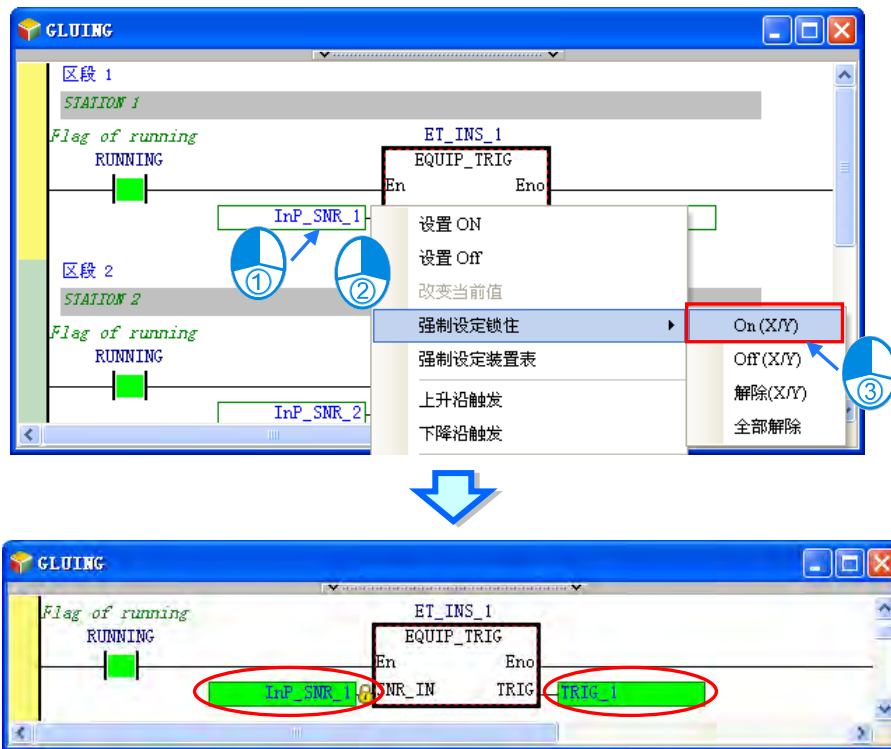 GLUING
区段 1
STATION 1
Flag of running
RUNNING
ET_INS_1
EQUIP_TRIG
En Eno
InP_SNR_1
①
②
设置 ON
设置 Off
改变当前值
强制设定锁住
强制设定装置表
上升沿触发
下降沿触发
On(X/Y)
Off(X/Y)
解除(X/Y)
全部解除
③
区段 2
STATION 2
Flag of running
RUNNING
InP_SNR_2
GLUING
Flag of running
RUNNING
ET_INS_1
EQUIP_TRIG
En Eno
InP_SNR_1 SNR_IN TRIG TRIG_1